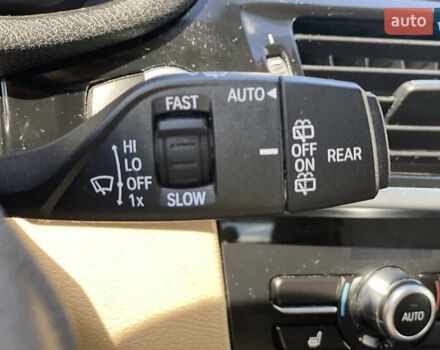 auto
FAST
AUTO
HI
LO
OFF
1x
SLOW
OFF
ON
REAR
AUTO